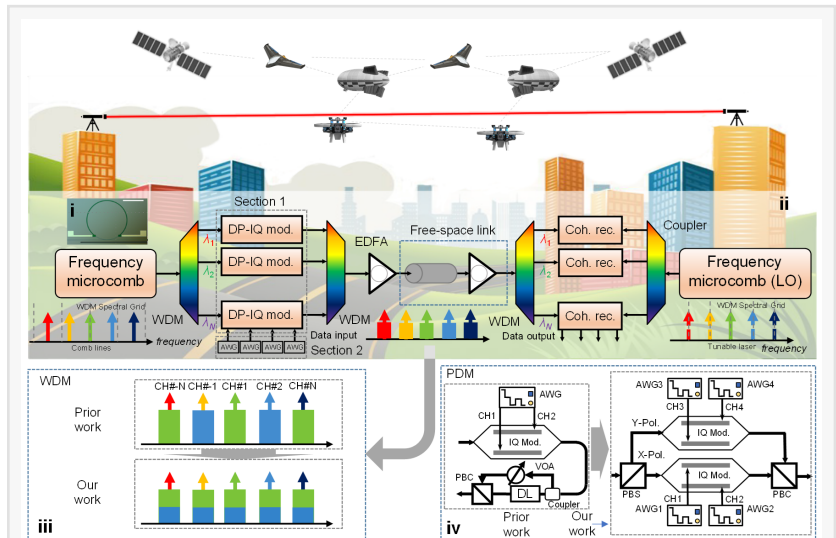 i
Section 1
ii
DP-IQ mod.
EDFA
Free-space link
Coh. rec.
Coupler
λ1
λ1
Frequency
microcomb
DP-IQ mod.
λ2
Coh. rec.
λ2
Frequency
microcomb (LO)
WDM Spectral Grid
WDM
DP-IQ mod.
λN
WDM
WDM
Coh. rec.
λN
WDM Spectral Grid
Data input
Data output
Comb lines
frequency
AWG AWG AWG AWG
Section 2
Tunable laser
frequency
WDM
CH#-N CH#-1 CH#1 CH#2 CH#N
Prior
work
Our
work
iii
PDM
AWG
CH1
CH2
IQ Mod.
VOA
PBC
DL
Coupler
iv
Prior
work
Our
work
AWG3
AWG4
CH3
CH4
Y-Pol.
IQ Mod.
X-Pol.
IQ Mod.
PBS
PBC
CH1
CH2
AWG1
AWG2